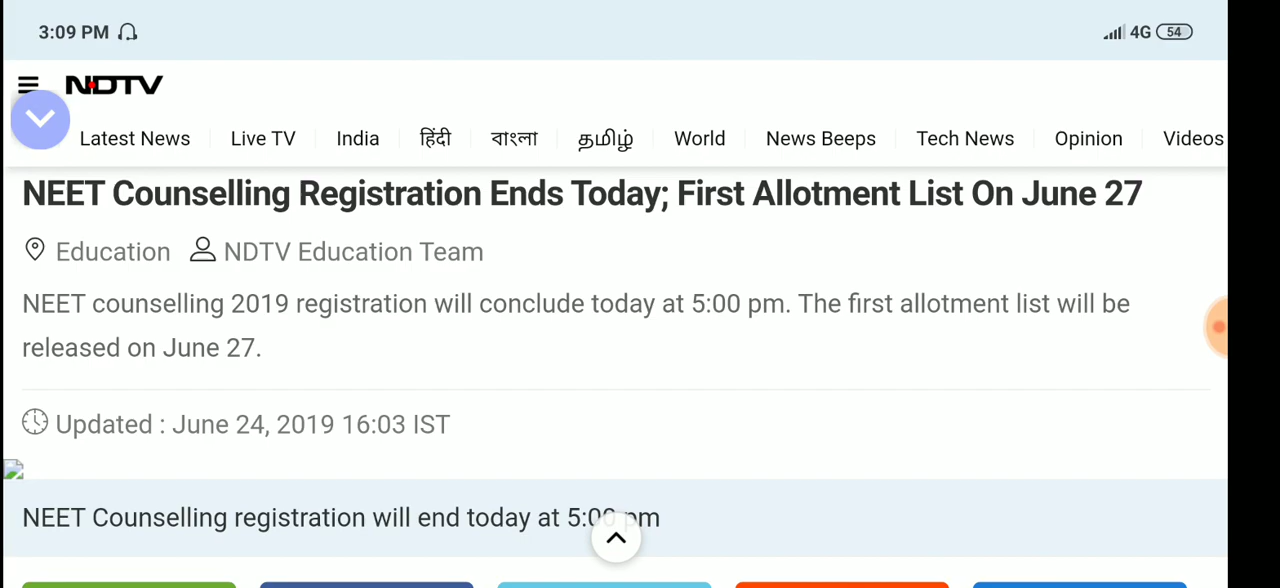 3:09 PM 4G 54
NDTV
Latest News Live TV India हिंदी বাংলা தமிழ் World News Beeps Tech News Opinion Videos
NEET Counselling Registration Ends Today; First Allotment List On June 27
Education NDTV Education Team
NEET counselling 2019 registration will conclude today at 5:00 pm. The first allotment list will be
released on June 27.
Updated : June 24, 2019 16:03 IST
NEET Counselling registration will end today at 5:00 pm